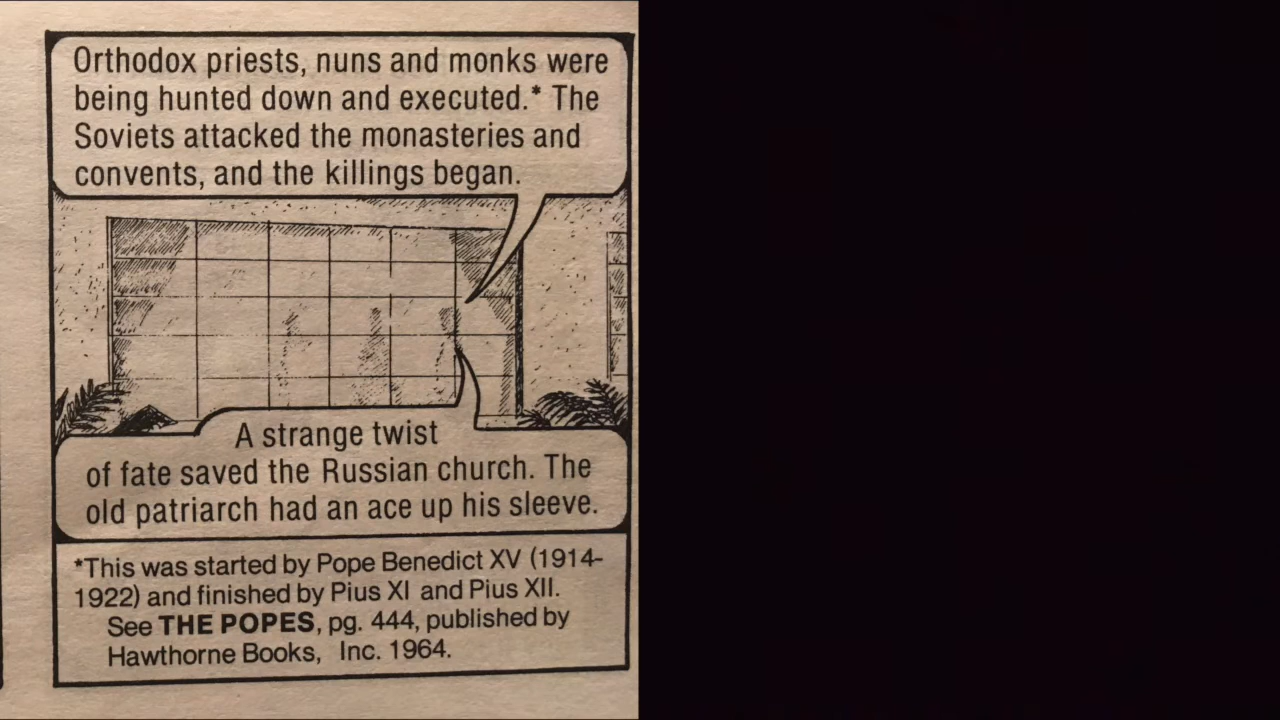 Orthodox priests, nuns and monks were
being hunted down and executed.* The
Soviets attacked the monasteries and
convents, and the killings began.
A strange twist
of fate saved the Russian church. The
old patriarch had an ace up his sleeve.
*This was started by Pope Benedict XV (1914-
1922) and finished by Pius XI and Pius XII.
See THE POPES, pg. 444, published by
Hawthorne Books, Inc. 1964.